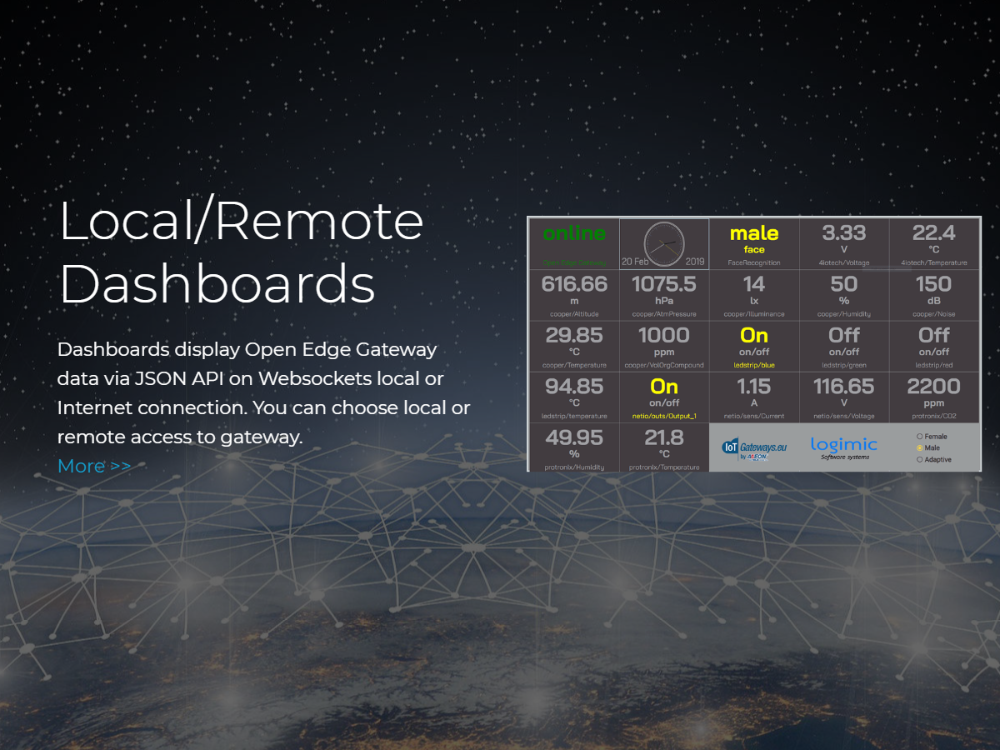 Local/Remote
Dashboards
Dashboards display Open Edge Gateway
data via JSON API on Websockets local or
Internet connection. You can choose local or
remote access to gateway.
More >>
online
Open Edge Gateway
20 Feb 2019
male
face
FaceRecognition
3.33
V
4iotech/Voltage
22.4
°C
4iotech/Temperature
616.66
m
cooper/Altitude
1075.5
hPa
cooper/AtmPressure
14
lx
cooper/Illuminance
50
%
cooper/Humidity
150
dB
cooper/Noise
29.85
°C
cooper/Temperature
1000
ppm
cooper/VolOrgCompound
On
on/off
ledstrip/blue
Off
on/off
ledstrip/green
Off
on/off
ledstrip/red
94.85
°C
ledstrip/temperature
On
on/off
netio/outs/Output_1
1.15
A
netio/sens/Current
116.65
V
netio/sens/Voltage
2200
ppm
protronix/CO2
49.95
%
protronix/Humidity
21.8
°C
protronix/Temperature
IoT Gateways.eu
by AAEON
logimic
Software systems
Female
Male
Adaptive